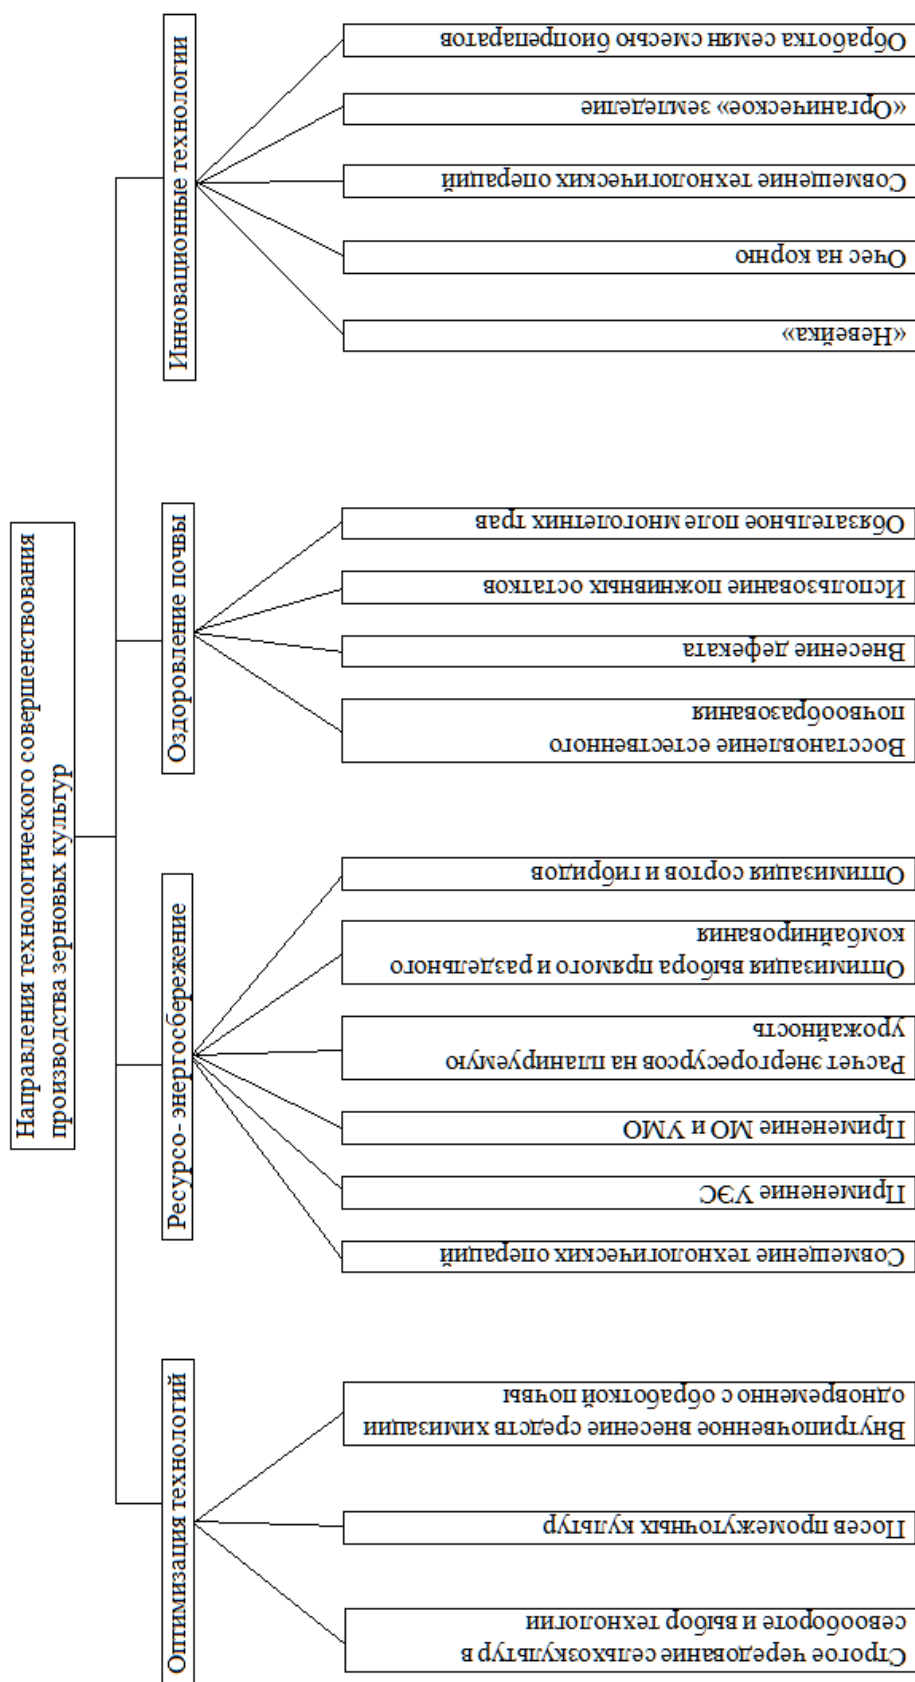 Направления технологического совершенствования
производства зерновых культур
Оптимизация технологий
Строгое чередование сельхозкультур в
севообороте и выбор технологии
Посев промежуточных культур
Внутрипочвенное внесение средств химизации
одновременно с обработкой почвы
Ресурсо- энергосбережение
Совмещение технологических операций
Применение УЭС
Применение МО и УМО
Расчет энергоресурсов на планируемую
урожайность
Оптимизация выбора прямого и раздельного
комбайнирования
Оптимизация сортов и гибридов
Оздоровление почвы
Восстановление естественного
почвообразования
Внесение дефеката
Использование пожнивных остатков
Обязательное поле многолетних трав
Инновационные технологии
«Невейка»
Очес на корню
Совмещение технологических операций
«Органическое» земледелие
Обработка семян смесью биопрепаратов